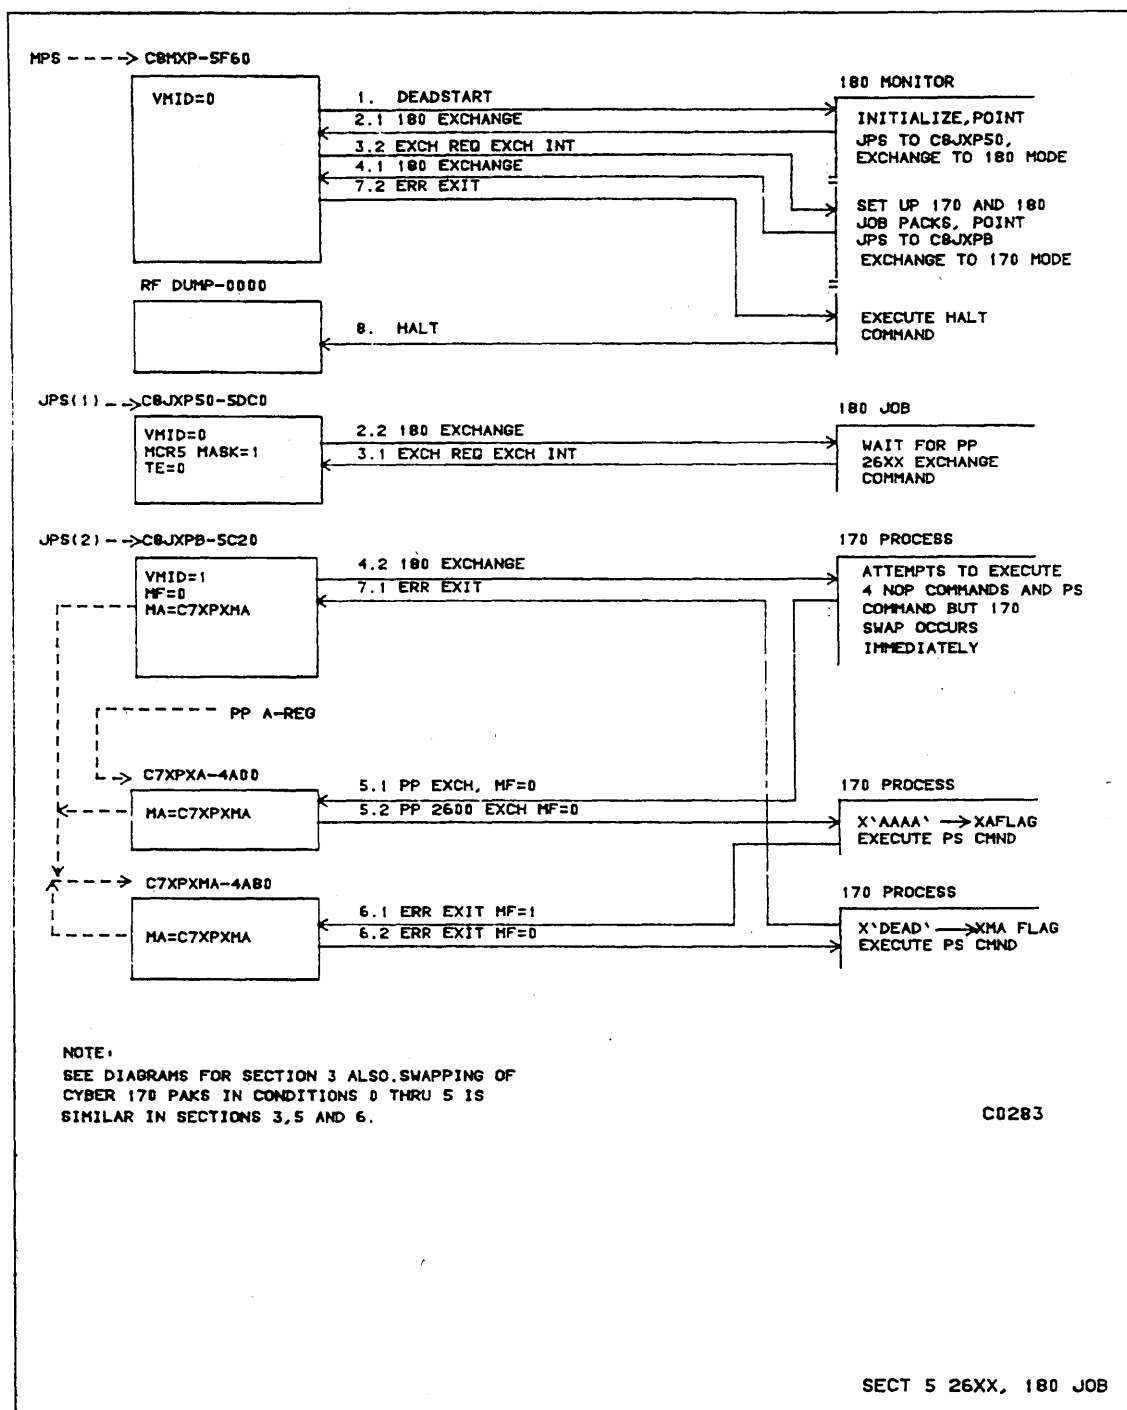 MPS ----> C8MXP-5F60
VMID=0
1. DEADSTART
2.1 180 EXCHANGE
3.2 EXCH REQ EXCH INT
4.1 180 EXCHANGE
7.2 ERR EXIT
180 MONITOR
INITIALIZE,POINT
JPS TO C8JXP50,
EXCHANGE TO 180 MODE
SET UP 170 AND 180
JOB PACKS, POINT
JPS TO C8JXPB
EXCHANGE TO 170 MODE
EXECUTE HALT
COMMAND
RF DUMP-0000
8. HALT
JPS(1) --> C8JXP50-5DC0
VMID=0
MCR5 MASK=1
TE=0
2.2 180 EXCHANGE
3.1 EXCH REQ EXCH INT
180 JOB
WAIT FOR PP
26XX EXCHANGE
COMMAND
JPS(2) --> C8JXPB-5C20
VMID=1
MF=0
MA=C7XPXMA
4.2 180 EXCHANGE
7.1 ERR EXIT
170 PROCESS
ATTEMPTS TO EXECUTE
4 NOP COMMANDS AND PS
COMMAND BUT 170
SWAP OCCURS
IMMEDIATELY
PP A-REG
C7XPXA-4A00
MA=C7XPXMA
5.1 PP EXCH, MF=0
5.2 PP 2600 EXCH MF=0
170 PROCESS
X`AAAA` → XAFLAG
EXECUTE PS CMND
C7XPXMA-4AB0
MA=C7XPXMA
6.1 ERR EXIT MF=1
6.2 ERR EXIT MF=0
170 PROCESS
X`DEAD` → XMA FLAG
EXECUTE PS CMND
NOTE:
SEE DIAGRAMS FOR SECTION 3 ALSO.SWAPPING OF
CYBER 170 PAKS IN CONDITIONS 0 THRU 5 IS
SIMILAR IN SECTIONS 3,5 AND 6.
C0283
SECT 5 26XX, 180 JOB